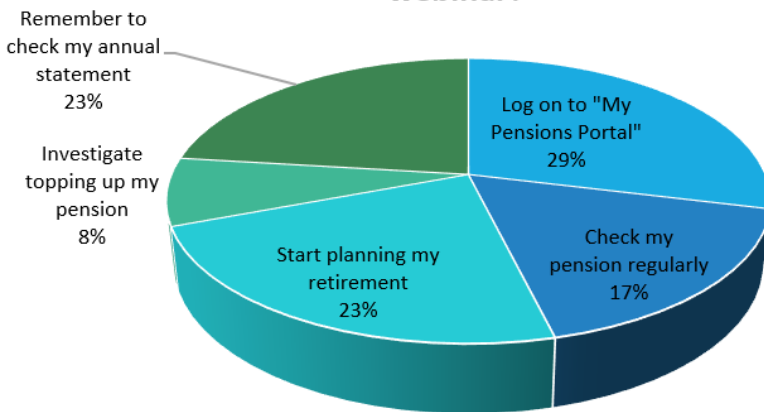 Remember to
check my annual
statement
23%
Log on to "My
Pensions Portal"
29%
Investigate
topping up my
pension
8%
Check my
pension regularly
17%
Start planning my
retirement
23%